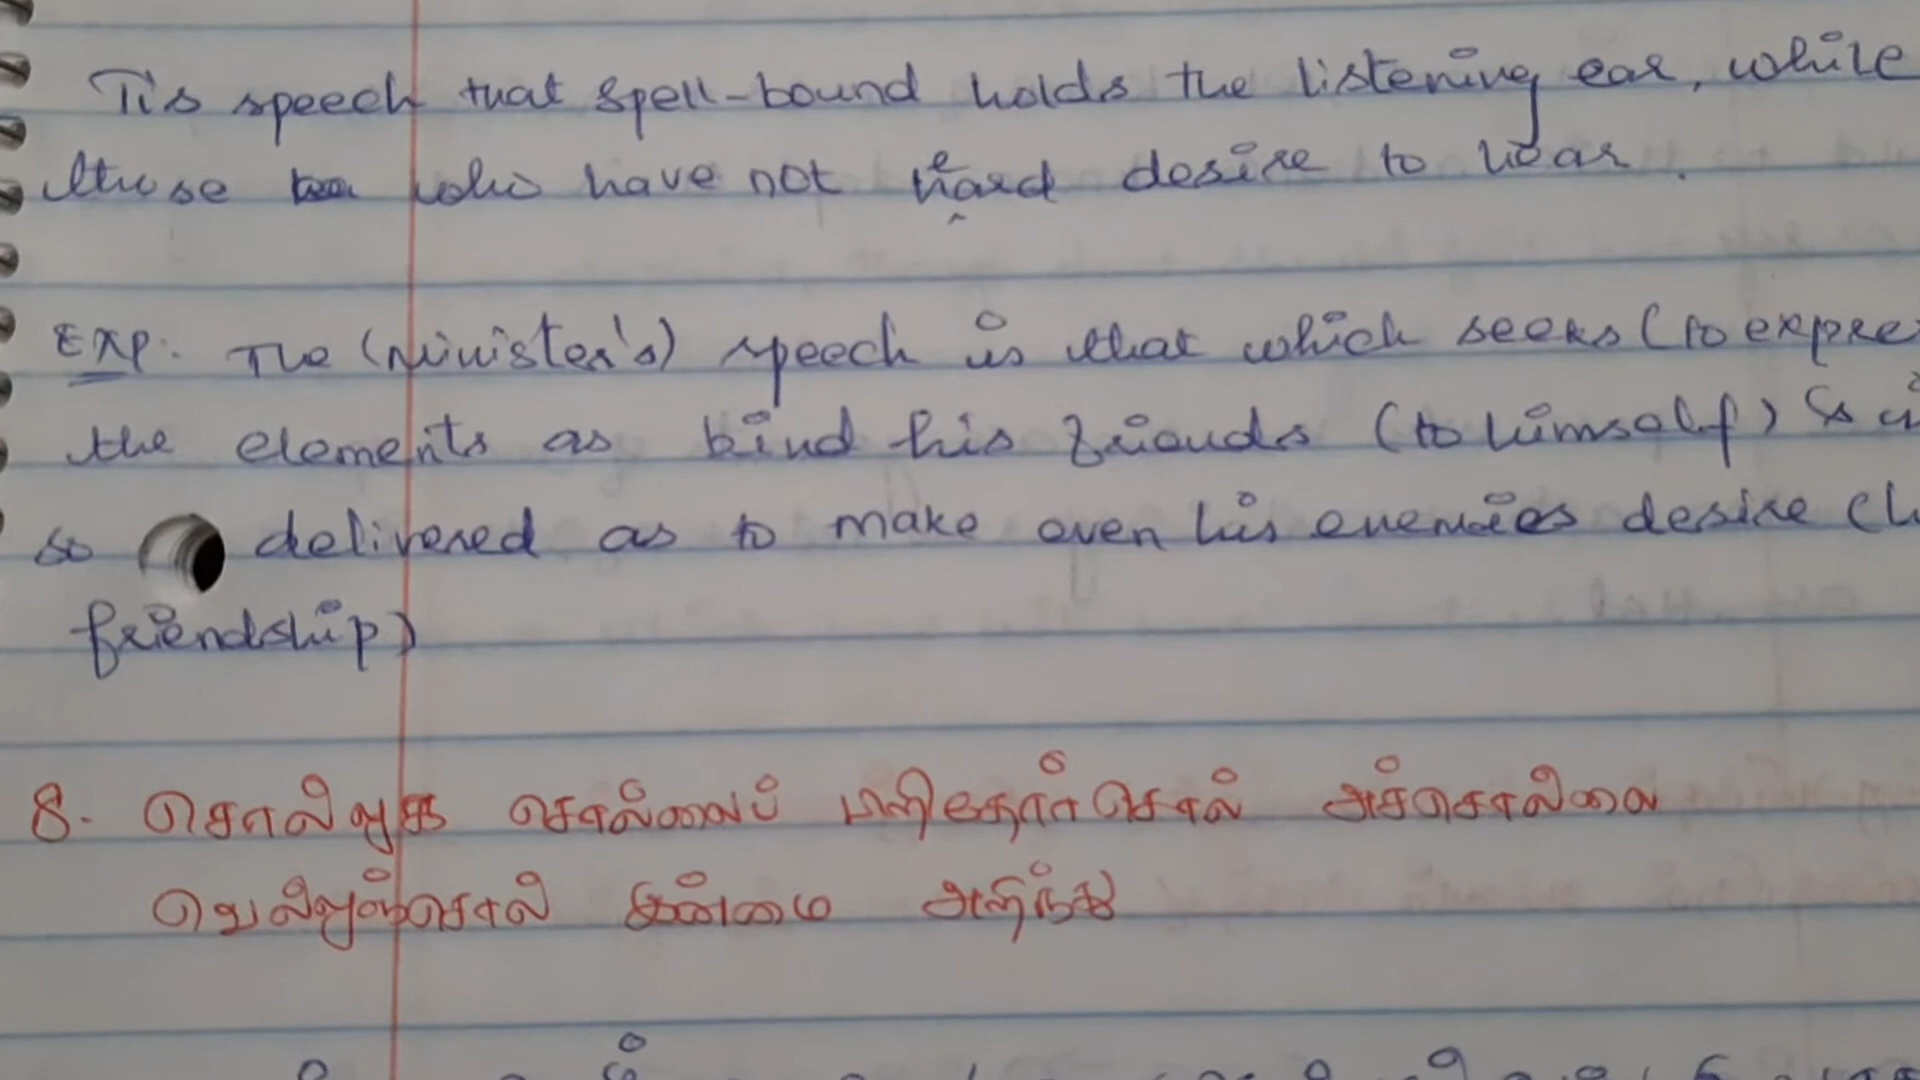 Tis speech that spell-bound holds the listening ear, while
those who have not heard desire to hear.
EXP: The (Minister's) speech is that which seeks (to expre
the elements as bind his friends (to himself) & is
so delivered as to make even his enemies desire (h
friendship)
8. சொல்லுக சொல்லைப் பிறிதோர்சொல் அச்சொல்லை
வெல்லுஞ்சொல் இன்மை அறிந்து